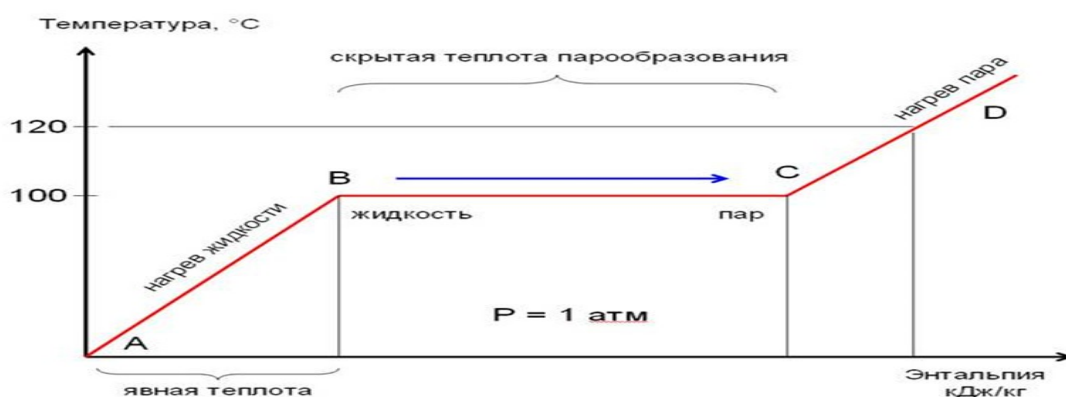 Температура, °C
скрытая теплота парообразования
нагрев пара
120
D
B
C
100
жидкость
пар
нагрев жидкости
P = 1 атм
A
Энтальпия
кДж/кг
явная теплота